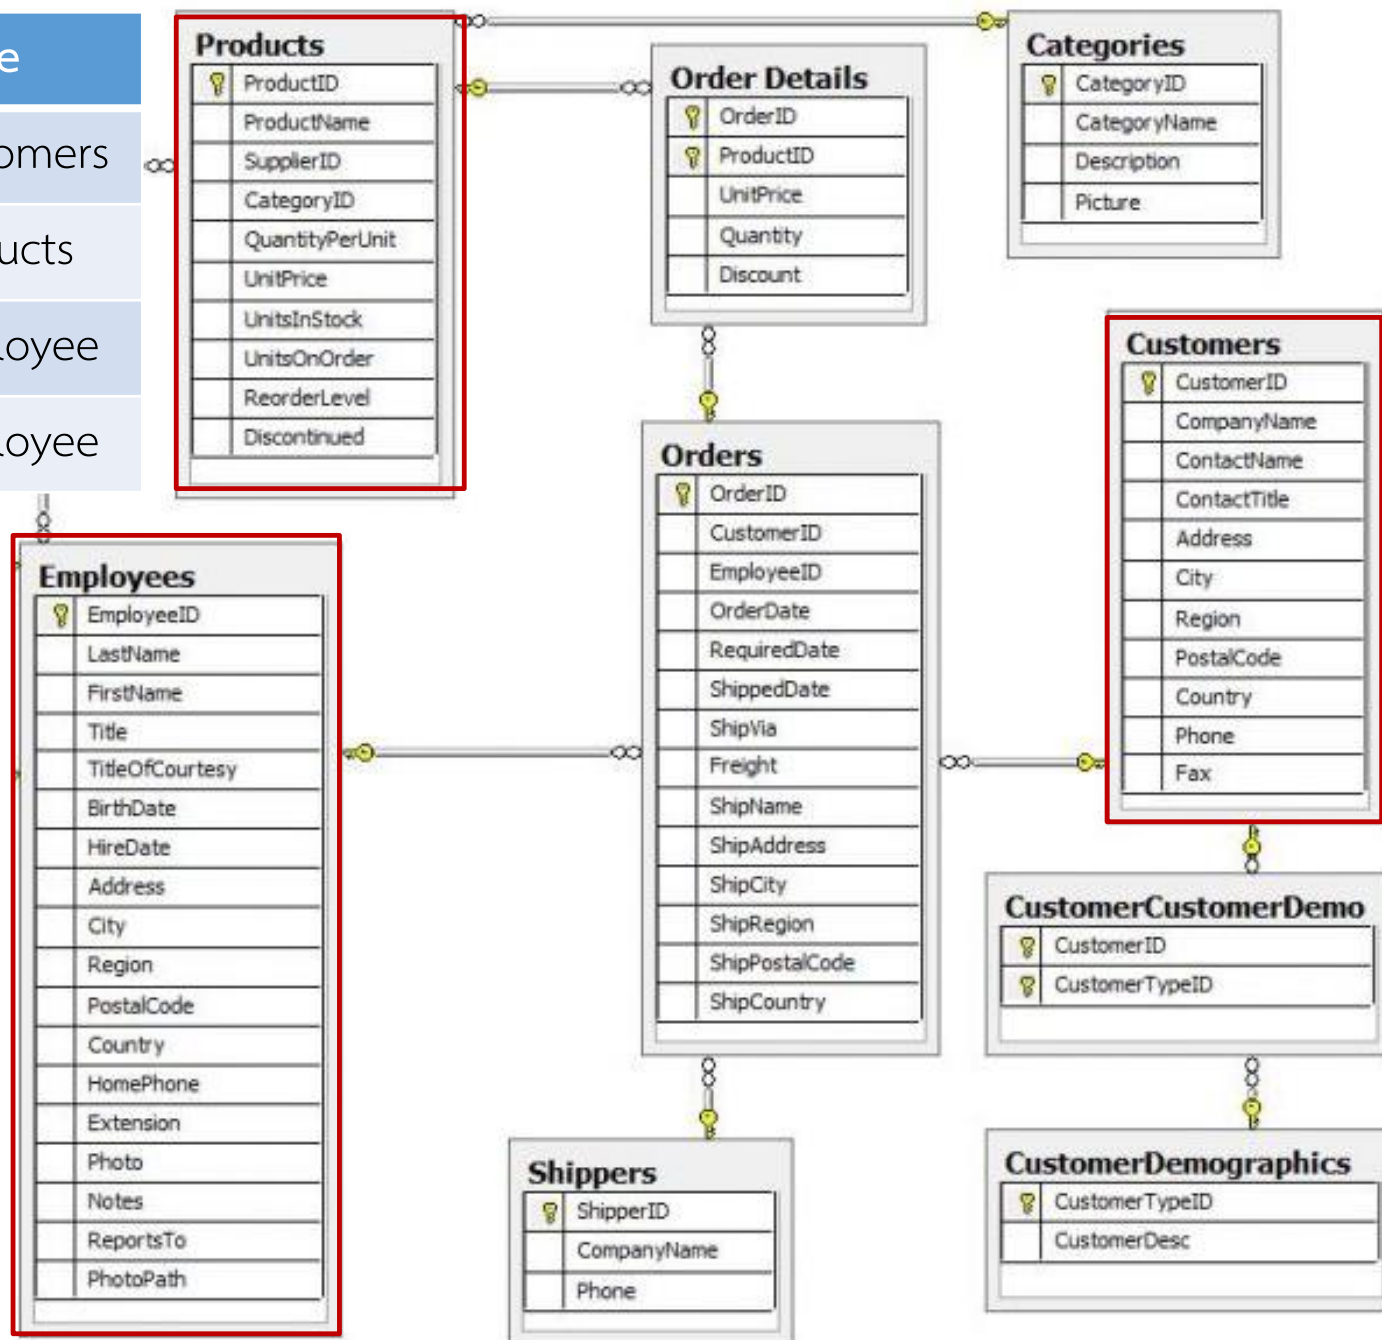 e
omers
ucts
loyee
loyee
Products
ProductID
ProductName
SupplierID
CategoryID
QuantityPerUnit
UnitPrice
UnitsInStock
UnitsOnOrder
ReorderLevel
Discontinued
Order Details
OrderID
ProductID
UnitPrice
Quantity
Discount
Categories
CategoryID
CategoryName
Description
Picture
Customers
CustomerID
CompanyName
ContactName
ContactTitle
Address
City
Region
PostalCode
Country
Phone
Fax
Orders
OrderID
CustomerID
EmployeeID
OrderDate
RequiredDate
ShippedDate
ShipVia
Freight
ShipName
ShipAddress
ShipCity
ShipRegion
ShipPostalCode
ShipCountry
Employees
EmployeeID
LastName
FirstName
Title
TitleOfCourtesy
BirthDate
HireDate
Address
City
Region
PostalCode
Country
HomePhone
Extension
Photo
Notes
ReportsTo
PhotoPath
CustomerCustomerDemo
CustomerID
CustomerTypeID
Shippers
ShipperID
CompanyName
Phone
CustomerDemographics
CustomerTypeID
CustomerDesc